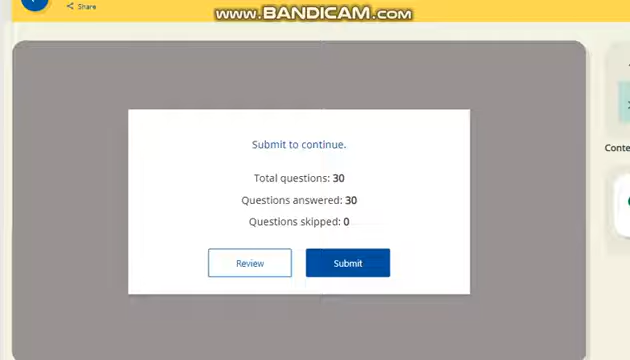 Share
www.BANDICAM.com
Submit to continue.
Total questions: 30
Questions answered: 30
Questions skipped: 0
Review
Submit
Conte